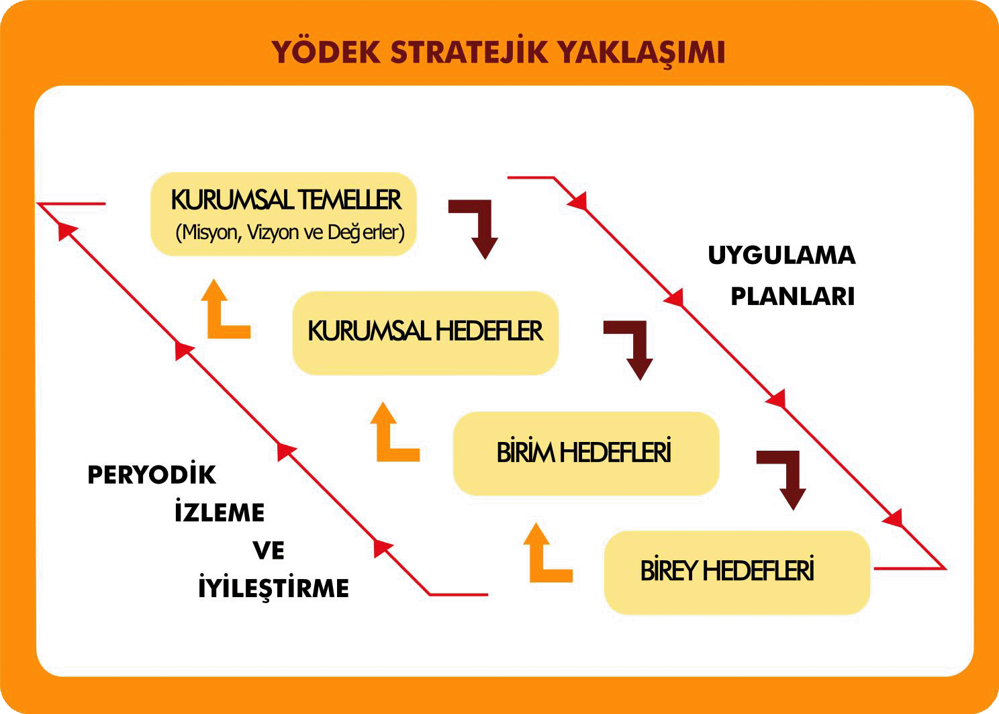 YÖDEK STRATEJİK YAKLAŞIMI
KURUMSAL TEMELLER
(Misyon, Vizyon ve Değerler)
UYGULAMA
PLANLARI
KURUMSAL HEDEFLER
BİRİM HEDEFLERİ
PERYODİK
İZLEME
VE
İYİLEŞTİRME
BİREY HEDEFLERİ